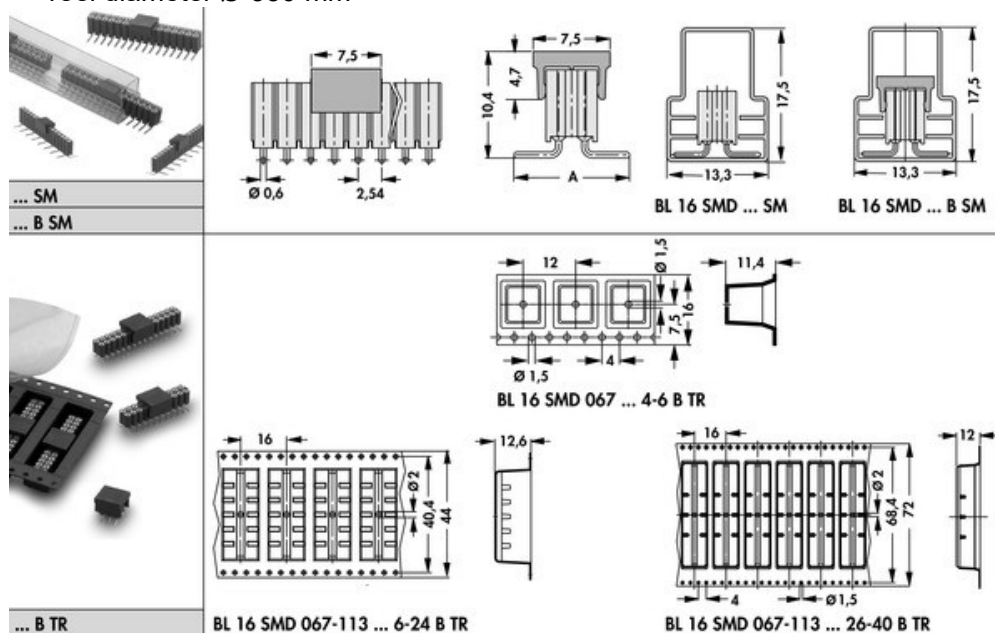 7,5
7,5
10,4
4,7
17,5
17,5
Ø 0,6
2,54
A
13,3
13,3
... SM
BL 16 SMD ... SM
BL 16 SMD ... B SM
... B SM
12
Ø 1,5
11,4
7,5
16
4
Ø 1,5
BL 16 SMD 067 ... 4-6 B TR
16
12,6
16
12
Ø 2
40,4
44
Ø 2
68,4
72
4
Ø 1,5
... B TR
BL 16 SMD 067-113 ... 6-24 B TR
BL 16 SMD 067-113 ... 26-40 B TR